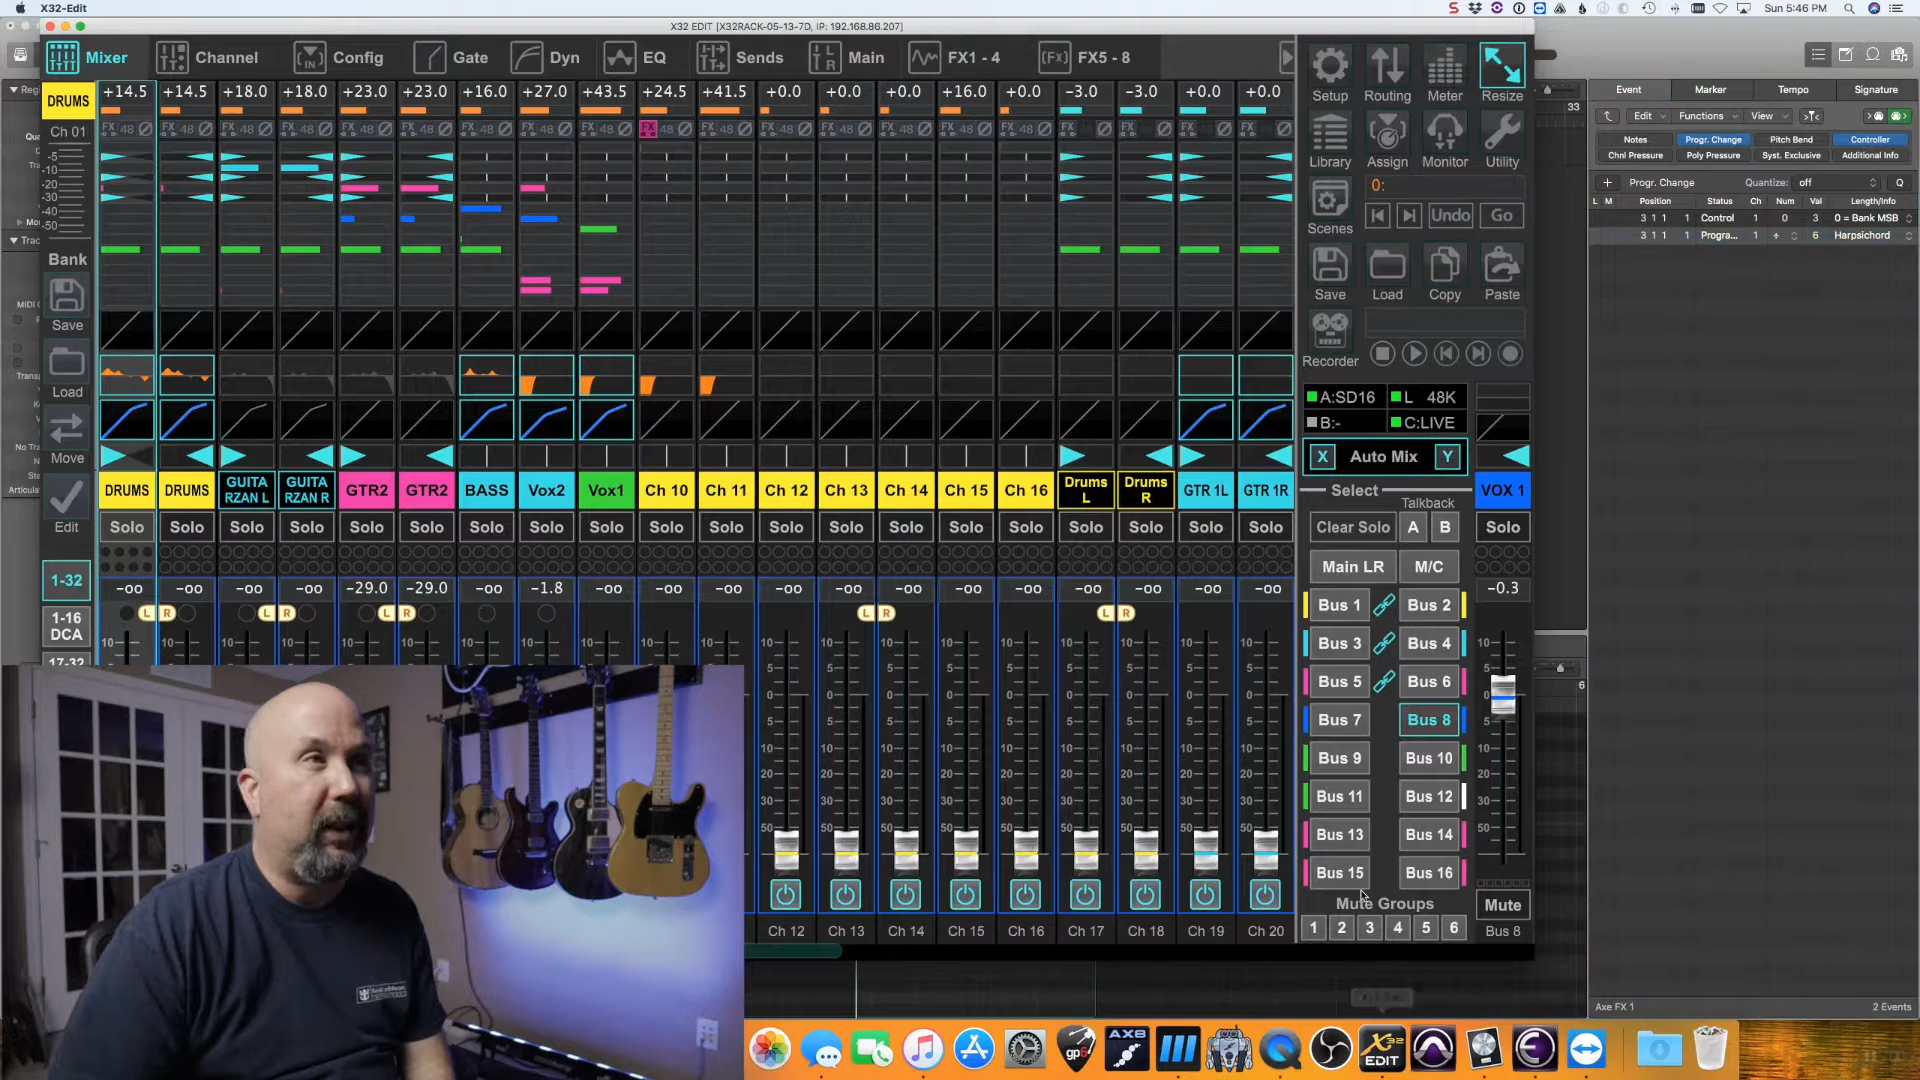 X32-Edit
Sun 5:46 PM
X32 EDIT (X32RACK-05-13-7D, IP: 192.168.86.207)
Mixer Channel Config Gate Dyn EQ Sends Main FX1 - 4 FX5 - 8
Setup Routing Meter Resize
Library Assign Monitor Utility
0:
Undo Go
Scenes
Save Load Copy Paste
Recorder
A:SD16 L 48K
B:- C:LIVE
X Auto Mix Y
Select
Talkback
Clear Solo A B
Main LR M/C
Bus 1 Bus 2
Bus 3 Bus 4
Bus 5 Bus 6
Bus 7 Bus 8
Bus 9 Bus 10
Bus 11 Bus 12
Bus 13 Bus 14
Bus 15 Bus 16
Mute Groups
1 2 3 4 5 6
VOX 1
Solo
-0.3
Mute
Bus 8
DRUMS
Ch 01
-5
-10
-20
-30
-40
-50
Bank
Save
Load
Move
Edit
1-32
1-16
DCA
17-32
+14.5 +14.5 +18.0 +18.0 +23.0 +23.0 +16.0 +27.0 +43.5 +24.5 +41.5 +0.0 +0.0 +0.0 +16.0 +0.0 -3.0 -3.0 +0.0 +0.0
DRUMS DRUMS GUITA RZAN L GUITA RZAN R GTR2 GTR2 BASS Vox2 Vox1 Ch 10 Ch 11 Ch 12 Ch 13 Ch 14 Ch 15 Ch 16 Drums L Drums R GTR 1L GTR 1R
Solo Solo Solo Solo Solo Solo Solo Solo Solo Solo Solo Solo Solo Solo Solo Solo Solo Solo Solo Solo
-oo -oo -oo -oo -29.0 -29.0 -oo -1.8 -oo -oo -oo -oo -oo -oo -oo -oo -oo -oo -oo -oo
L R L R L R L R L R
Ch 12 Ch 13 Ch 14 Ch 15 Ch 16 Ch 17 Ch 18 Ch 19 Ch 20
33
Event Marker Tempo Signature
Edit Functions View
Notes Progr. Change Pitch Bend Controller
Chnl Pressure Poly Pressure Syst. Exclusive Additional Info
Progr. Change Quantize: off Q
L M Position Status Ch Num Val Length/Info
3 1 1 1 Control 1 0 3 0 = Bank MSB
3 1 1 1 Progra... 1 6 Harpsichord
Axe FX 1
2 Events
gp6
AX8
X32 EDIT